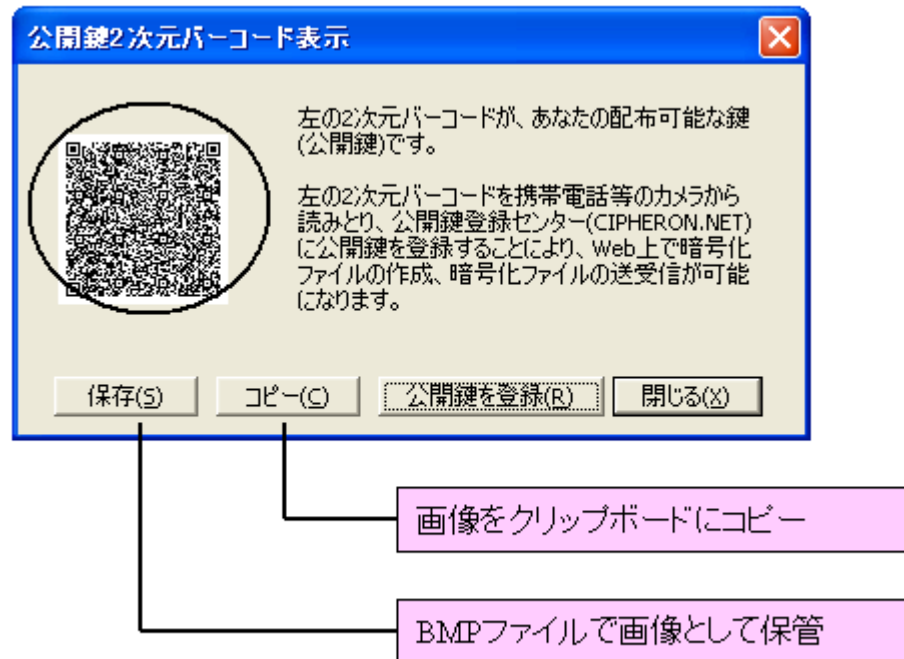 公開鍵2次元バーコード表示
左の2次元バーコードが、あなたの配布可能な鍵
(公開鍵)です。
左の2次元バーコードを携帯電話等のカメラから
読みとり、公開鍵登録センター(CIPHERON.NET)
に公開鍵を登録することにより、Web上で暗号化
ファイルの作成、暗号化ファイルの送受信が可能
になります。
保存(S) コピー(C) 公開鍵を登録(R) 閉じる(X)
画像をクリップボードにコピー
BMPファイルで画像として保管